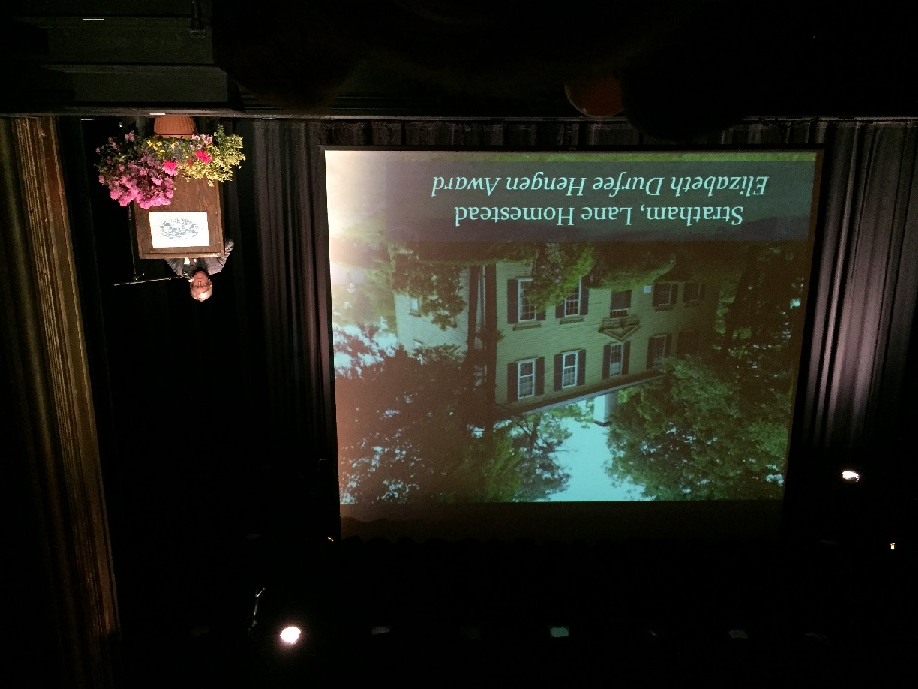 Stratham, Lane Homestead
Elizabeth Durfee Hengen Award